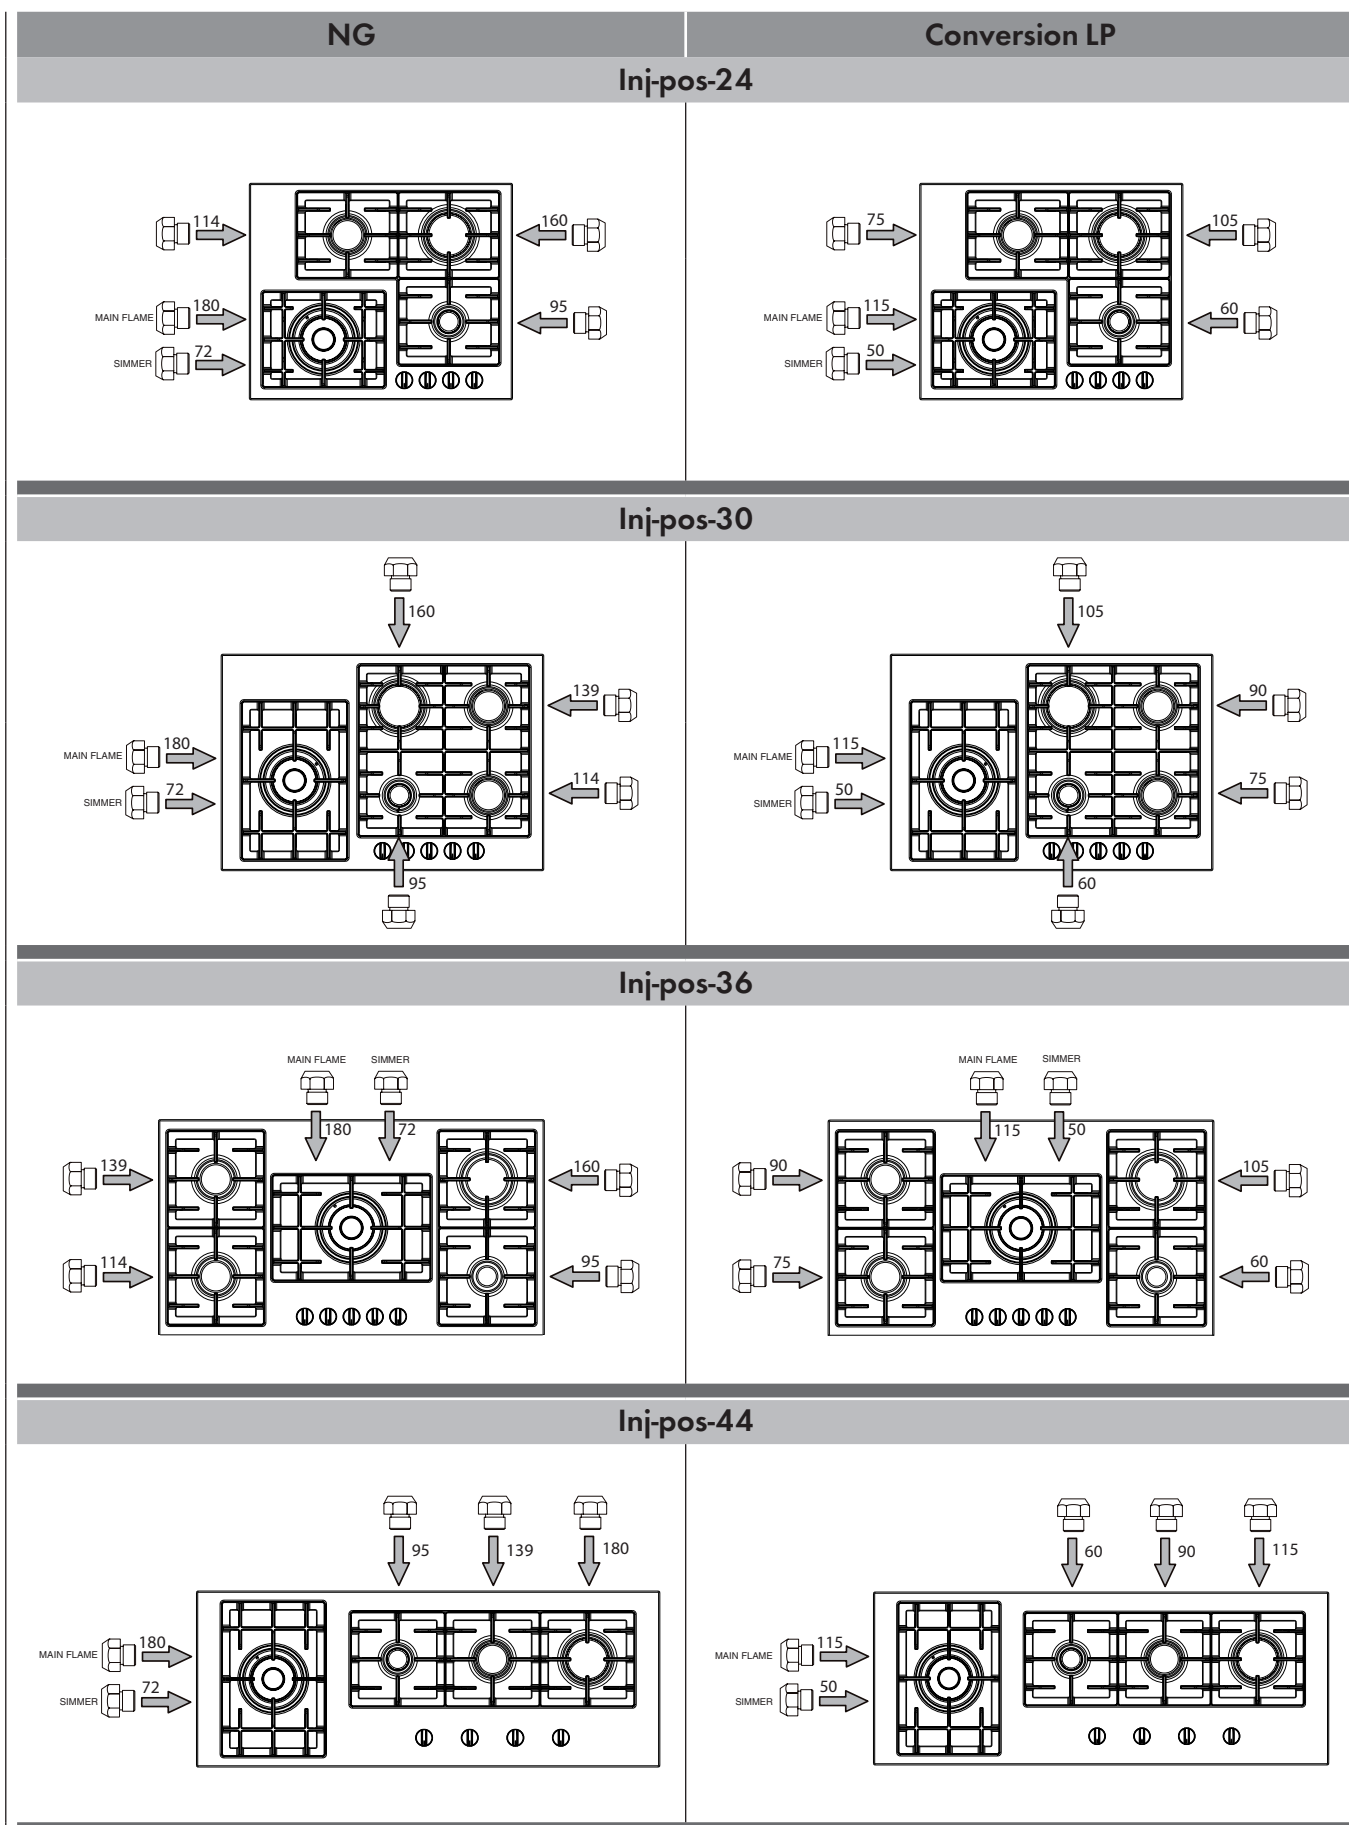 NG Conversion LP
Inj-pos-24
114 160 75 105
MAIN FLAME 180 95 MAIN FLAME 115 60
SIMMER 72 SIMMER 50
Inj-pos-30
160 105
139 90
MAIN FLAME 180 114 MAIN FLAME 115 75
SIMMER 72 SIMMER 50
95 60
Inj-pos-36
MAIN FLAME SIMMER MAIN FLAME SIMMER
180 72 115 50
139 160 90 105
114 95 75 60
Inj-pos-44
95 139 180 60 90 115
MAIN FLAME 180 MAIN FLAME 115
SIMMER 72 SIMMER 50